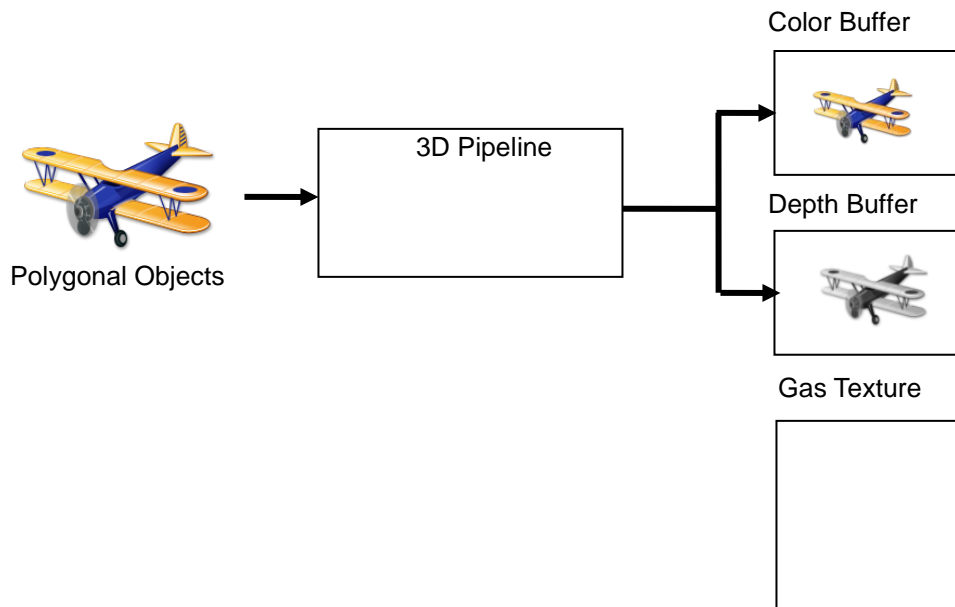 Color Buffer
3D Pipeline
Depth Buffer
Polygonal Objects
Gas Texture